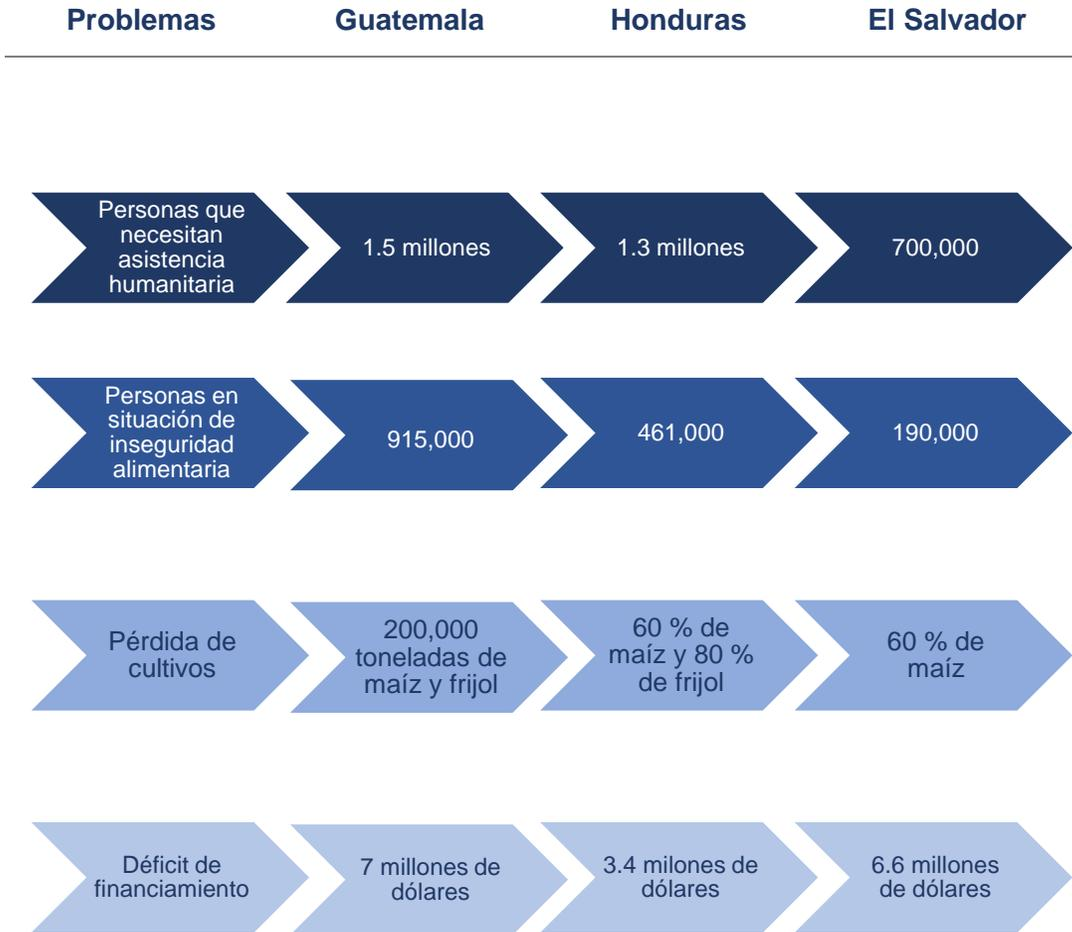 Problemas
Guatemala
Honduras
El Salvador
Personas que
necesitan
asistencia
humanitaria
1.5 millones
1.3 millones
700,000
Personas en
situación de
inseguridad
alimentaria
915,000
461,000
190,000
Pérdida de
cultivos
200,000
toneladas de
maíz y frijol
60 % de
maíz y 80 %
de frijol
60 % de
maíz
Déficit de
financiamiento
7 millones de
dólares
3.4 milones de
dólares
6.6 millones
de dólares